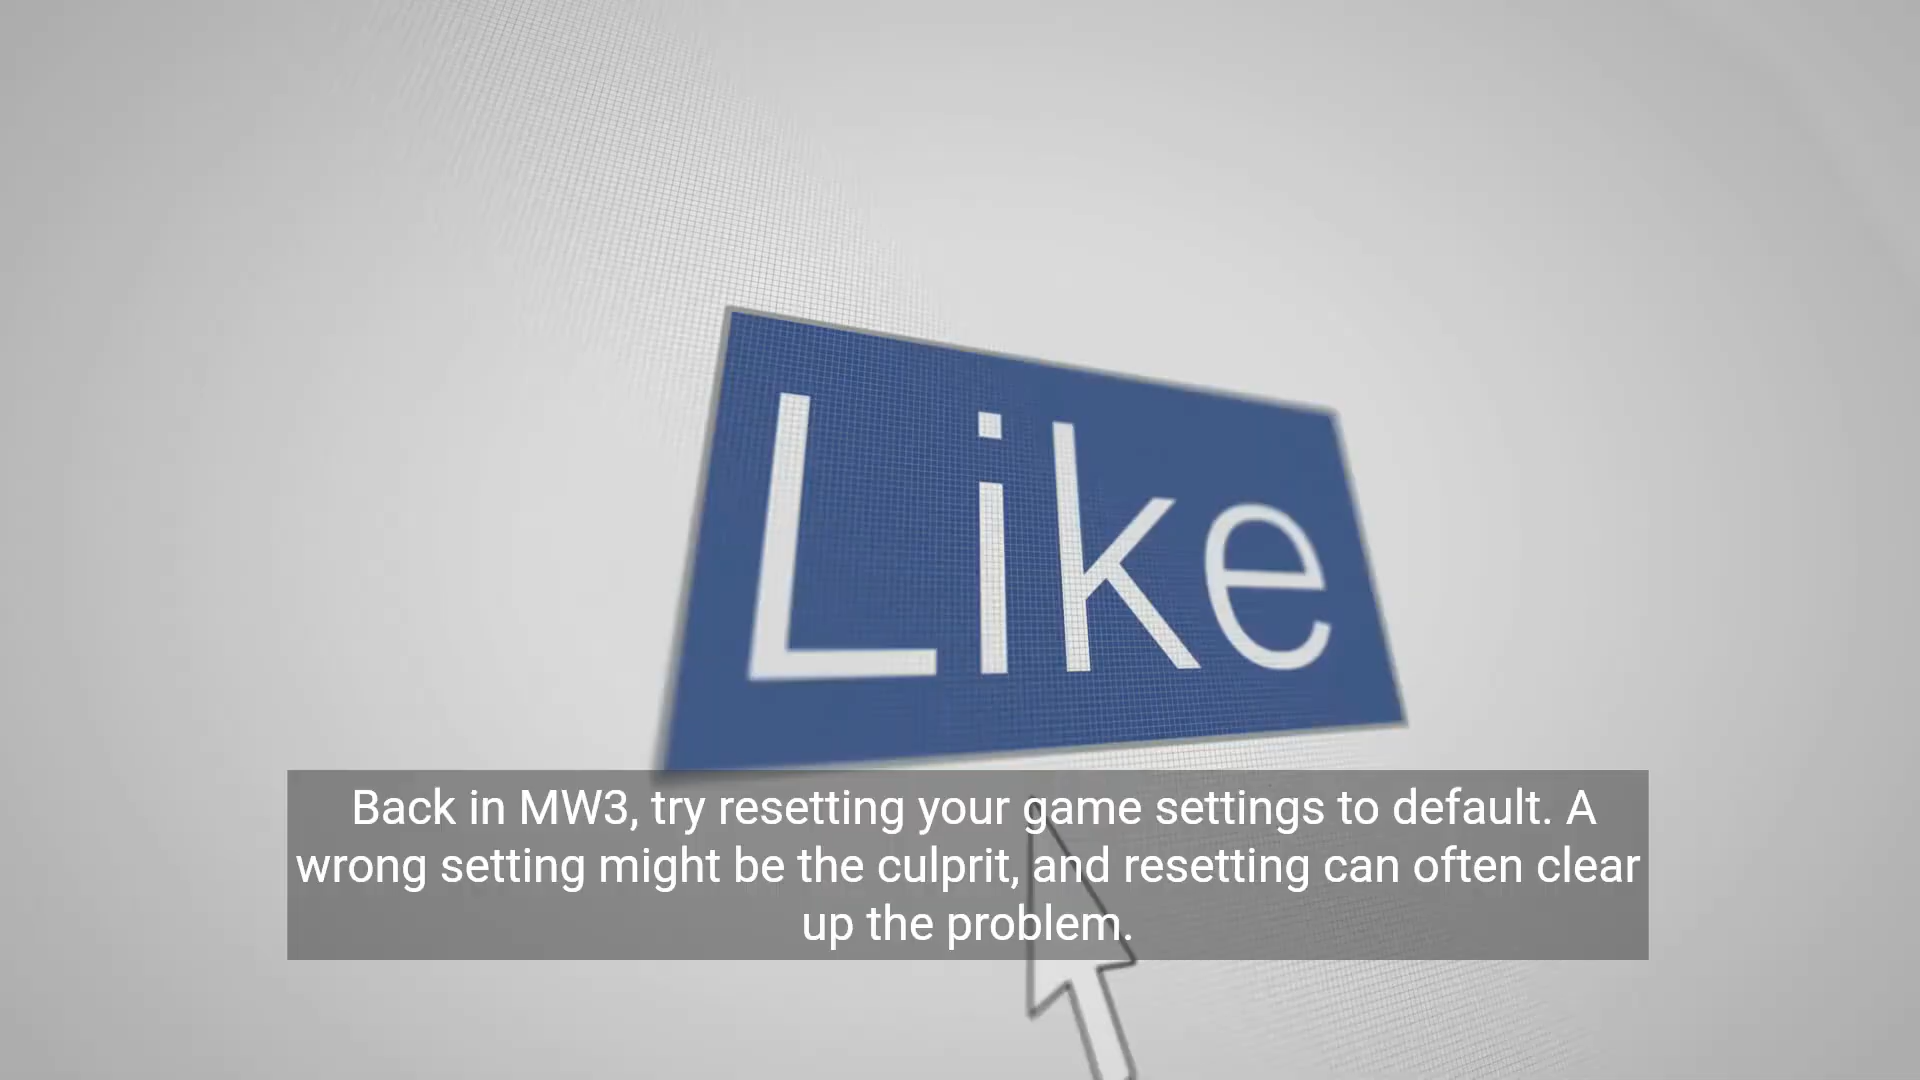 Like
Back in MW3, try resetting your game settings to default. A
wrong setting might be the culprit, and resetting can often clear
up the problem.